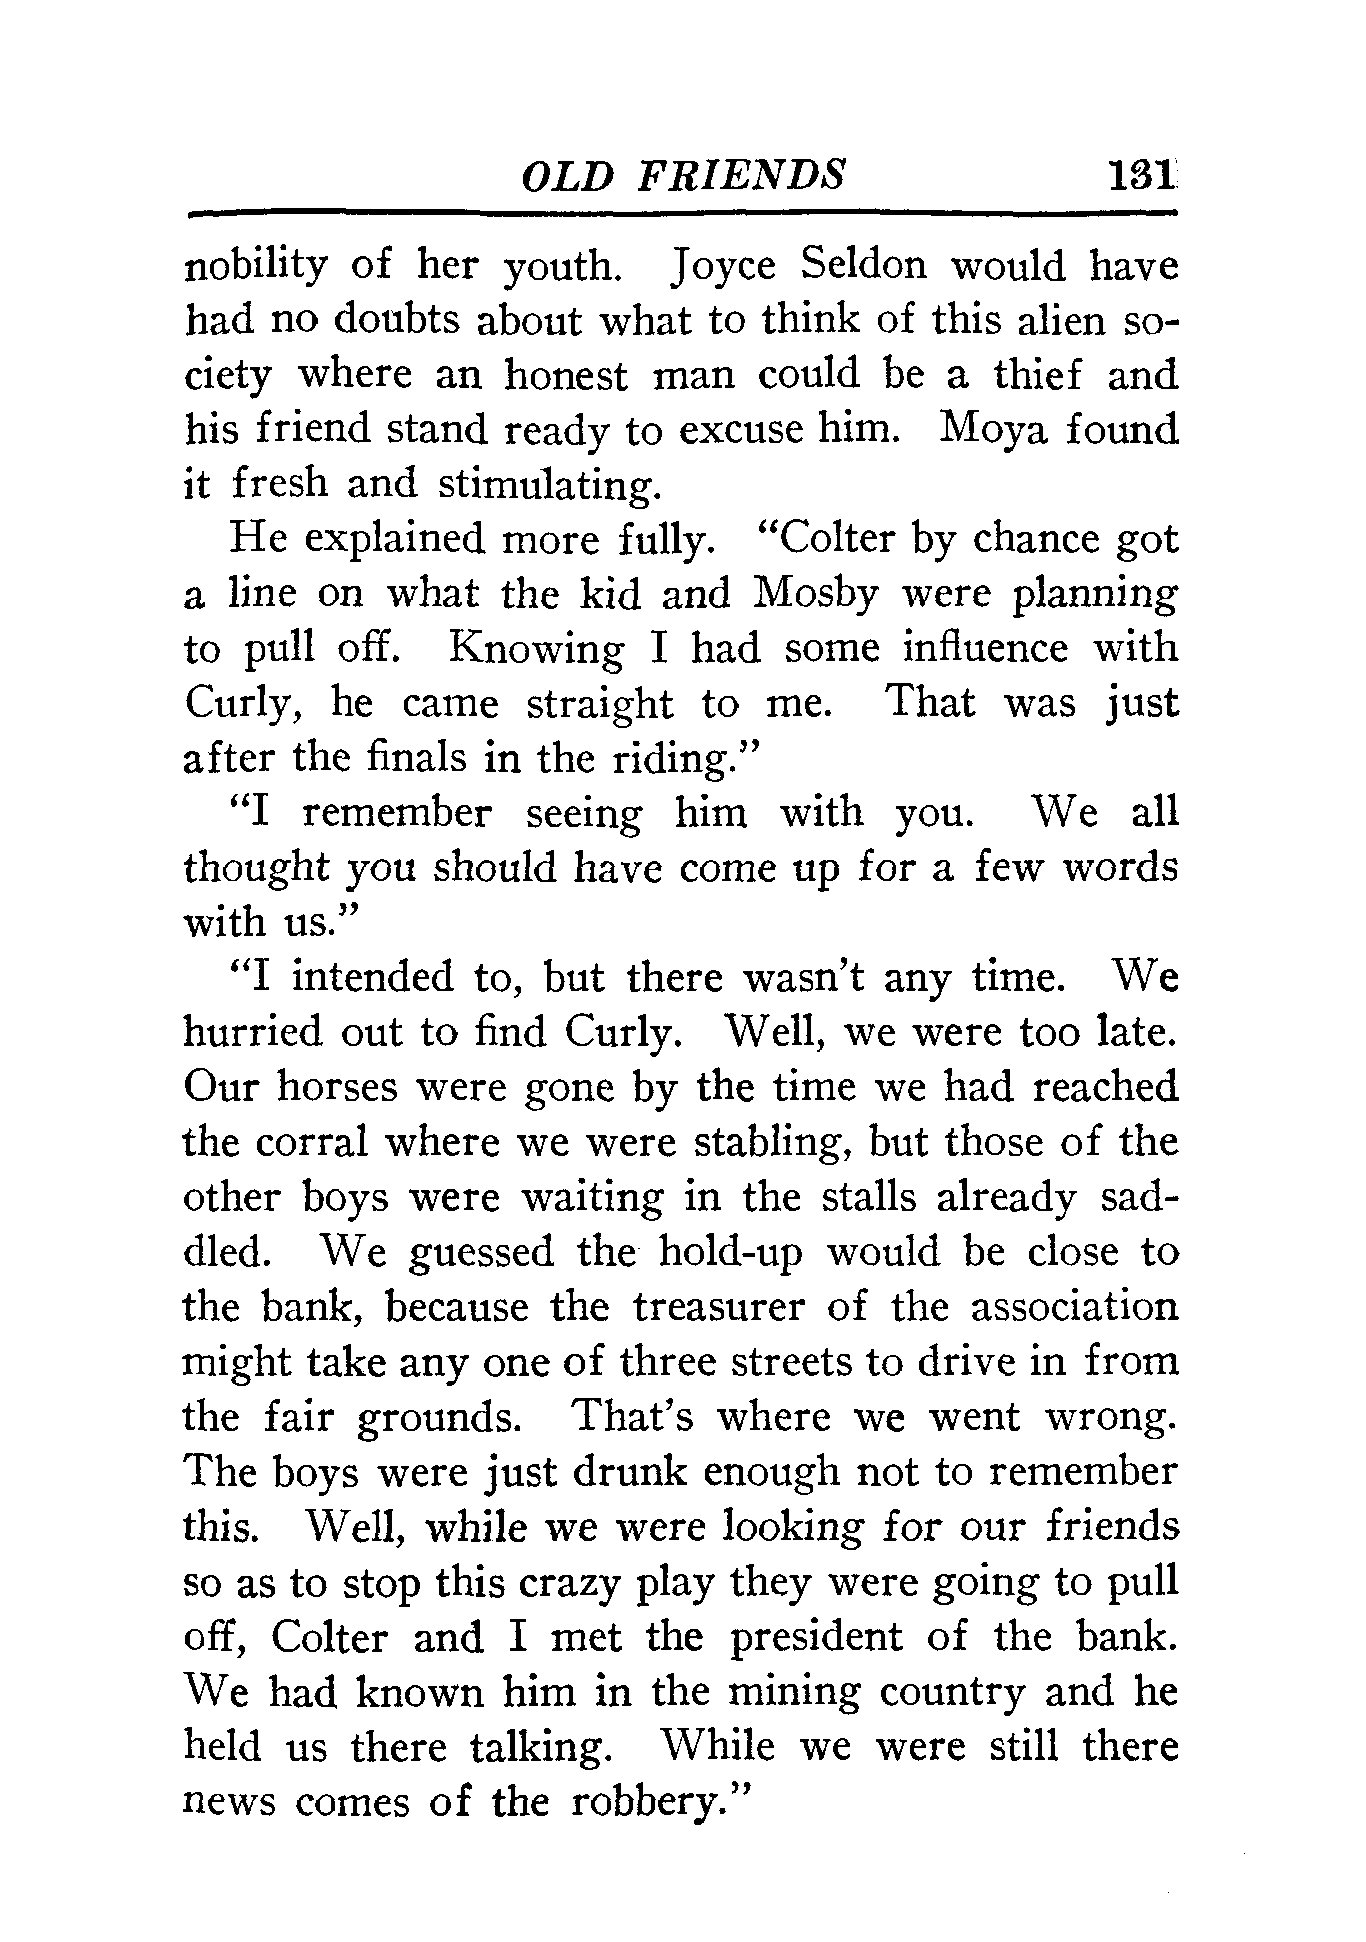 OLD FRIENDS 131
nobility of her youth. Joyce Seldon would have
had no doubts about what to think of this alien so-
ciety where an honest man could be a thief and
his friend stand ready to excuse him. Moya found
it fresh and stimulating.
He explained more fully. “Colter by chance got
a line on what the kid and Mosby were planning
to pull off. Knowing I had some influence with
Curly, he came straight to me. That was just
after the finals in the riding.”
“I remember seeing him with you. We all
thought you should have come up for a few words
with us.”
“I intended to, but there wasn’t any time. We
hurried out to find Curly. Well, we were too late.
Our horses were gone by the time we had reached
the corral where we were stabling, but those of the
other boys were waiting in the stalls already sad-
dled. We guessed the hold-up would be close to
the bank, because the treasurer of the association
might take any one of three streets to drive in from
the fair grounds. That’s where we went wrong.
The boys were just drunk enough not to remember
this. Well, while we were looking for our friends
so as to stop this crazy play they were going to pull
off, Colter and I met the president of the bank.
We had known him in the mining country and he
held us there talking. While we were still there
news comes of the robbery.”